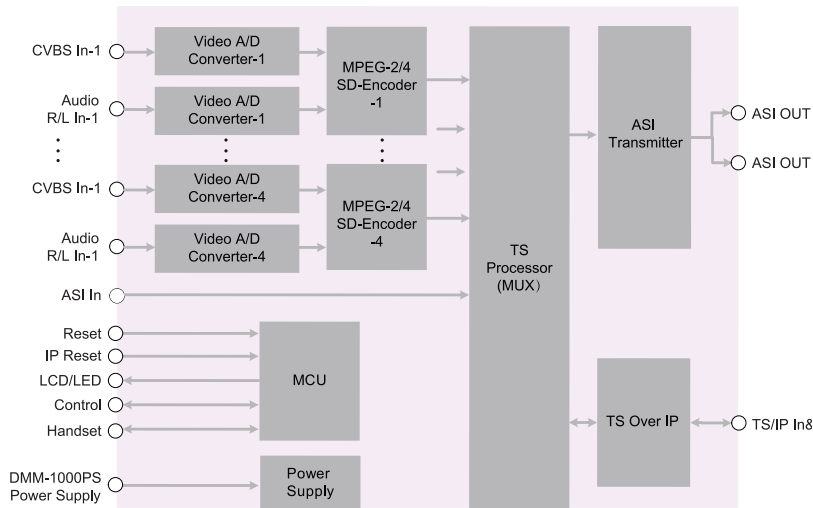 CVBS In-1
Video A/D
Converter-1
MPEG-2/4
SD-Encoder
-1
Audio
R/L In-1
Video A/D
Converter-1
CVBS In-1
Video A/D
Converter-4
MPEG-2/4
SD-Encoder
-4
Audio
R/L In-1
Video A/D
Converter-4
ASI In
TS
Processor
(MUX）
ASI
Transmitter
ASI OUT
ASI OUT
Reset
IP Reset
LCD/LED
Control
Handset
MCU
TS Over IP
TS/IP In&
DMM-1000PS
Power Supply
Power
Supply